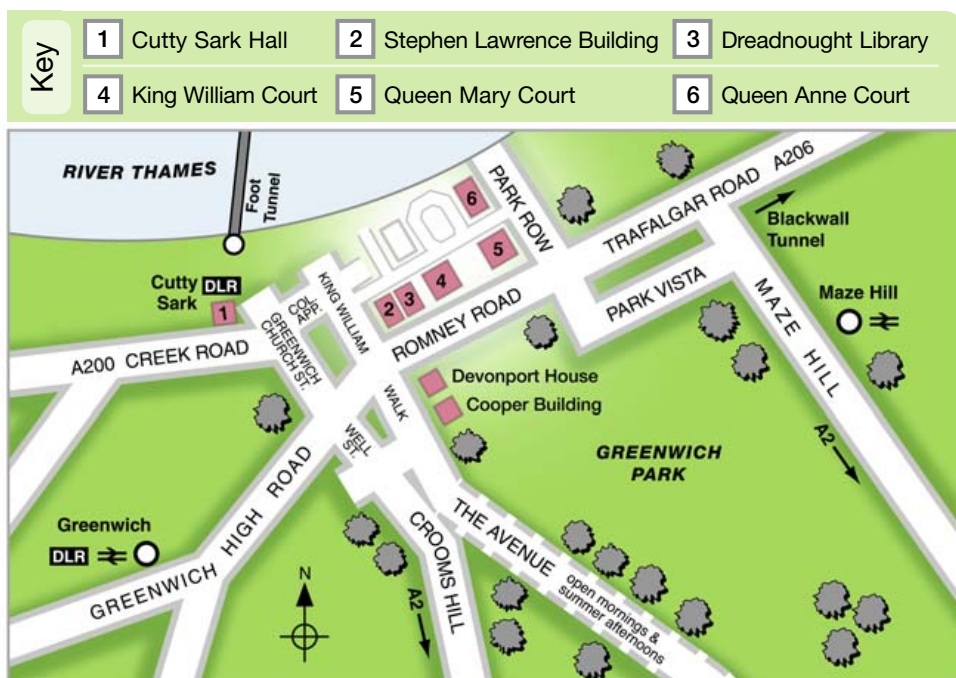 Key
1 Cutty Sark Hall
2 Stephen Lawrence Building
3 Dreadnought Library
4 King William Court
5 Queen Mary Court
6 Queen Anne Court
RIVER THAMES
Foot
Tunnel
6
PARK ROW
TRAFALGAR ROAD A206
Blackwall
Tunnel
Cutty DLR
Sark
1
COLL.
APP.
KING WILLIAM
WALK
GREENWICH
CHURCH ST.
2
3
4
5
ROMNEY ROAD
PARK VISTA
MAZE HILL
Maze Hill
A200 CREEK ROAD
Devonport House
Cooper Building
WELL
ST.
A2
GREENWICH
PARK
Greenwich
DLR
GREENWICH HIGH ROAD
N
A2
CROOMS HILL
THE AVENUE
open mornings &
summer afternoons